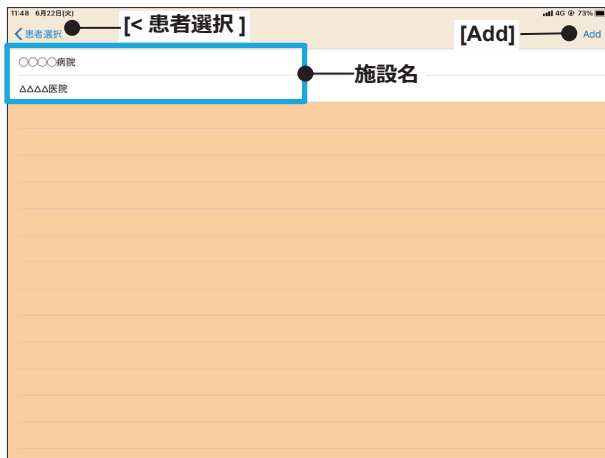 11:48 6月22日(火)
4G 73%
<患者選択
[< 患者選択 ]
[Add]
Add
○○○○病院
施設名
△△△△医院